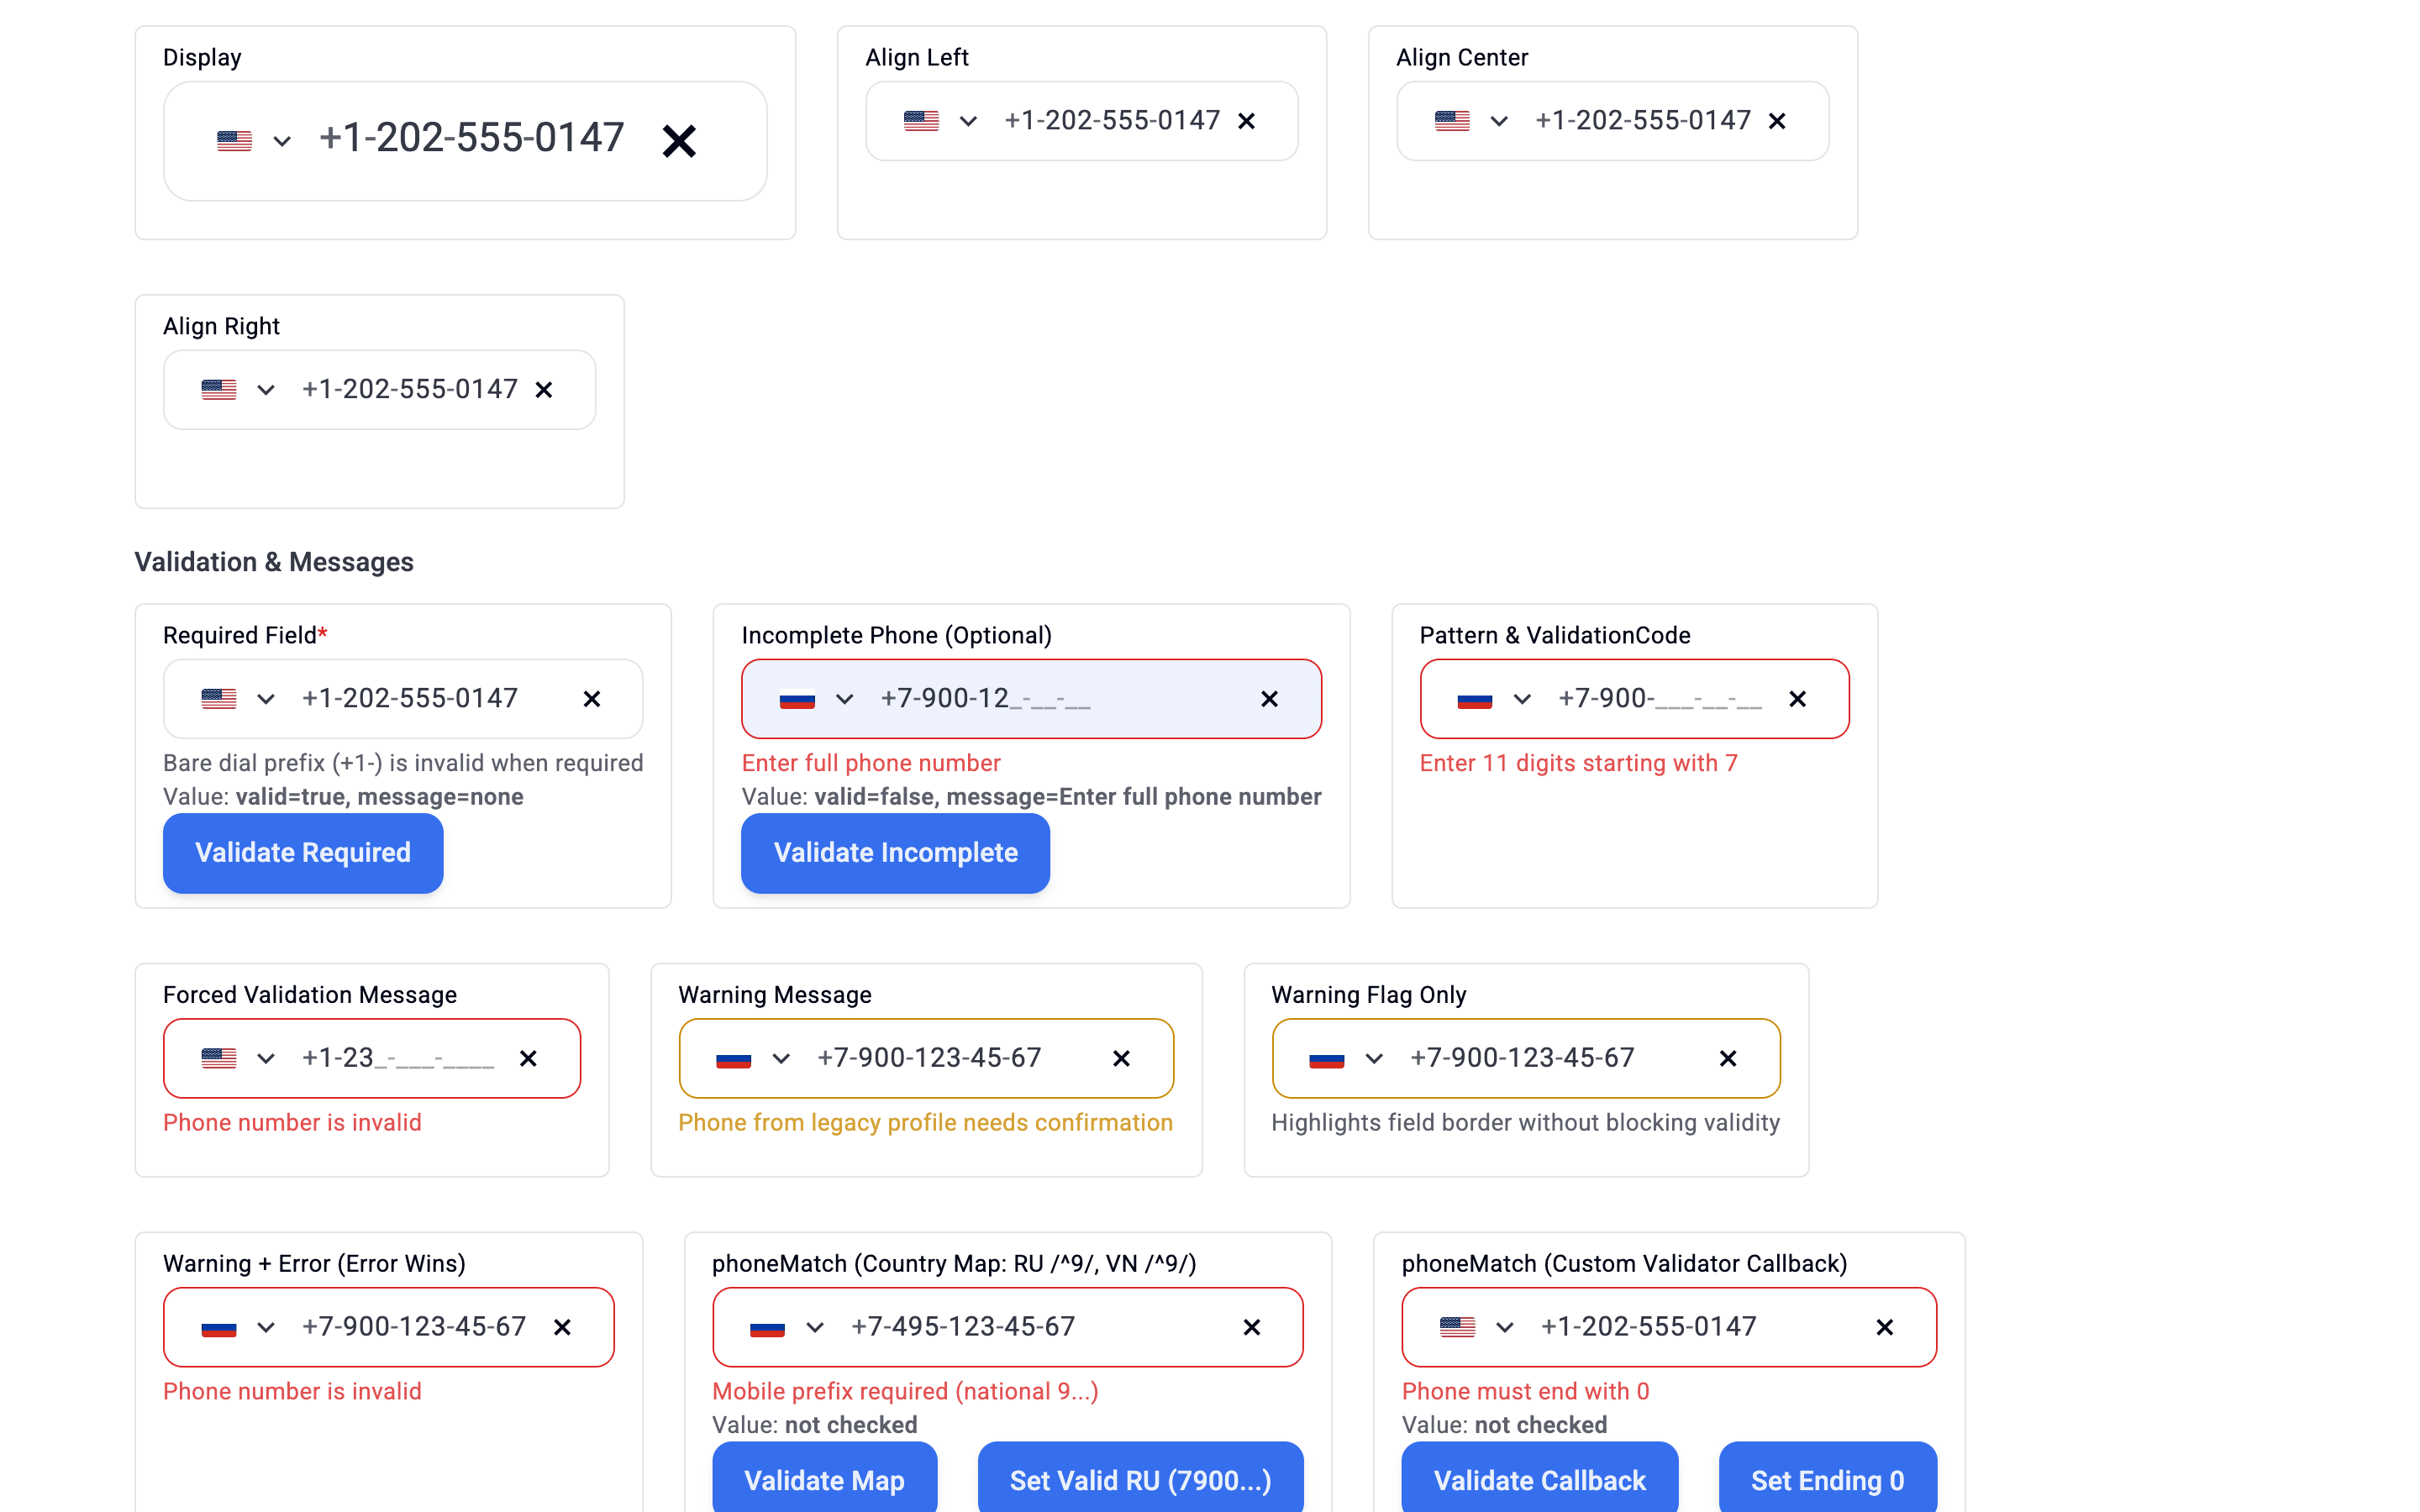 Display
+1-202-555-0147
Align Left
+1-202-555-0147
Align Center
+1-202-555-0147
Align Right
+1-202-555-0147
Validation & Messages
Required Field*
+1-202-555-0147
Bare dial prefix (+1-) is invalid when required
Value: valid=true, message=none
Validate Required
Incomplete Phone (Optional)
+7-900-12_-__-__
Enter full phone number
Value: valid=false, message=Enter full phone number
Validate Incomplete
Pattern & ValidationCode
+7-900-___-__-__
Enter 11 digits starting with 7
Forced Validation Message
+1-23_-___-____
Phone number is invalid
Warning Message
+7-900-123-45-67
Phone from legacy profile needs confirmation
Warning Flag Only
+7-900-123-45-67
Highlights field border without blocking validity
Warning + Error (Error Wins)
+7-900-123-45-67
Phone number is invalid
phoneMatch (Country Map: RU /^9/, VN /^9/)
+7-495-123-45-67
Mobile prefix required (national 9...)
Value: not checked
Validate Map
Set Valid RU (7900...)
phoneMatch (Custom Validator Callback)
+1-202-555-0147
Phone must end with 0
Value: not checked
Validate Callback
Set Ending 0